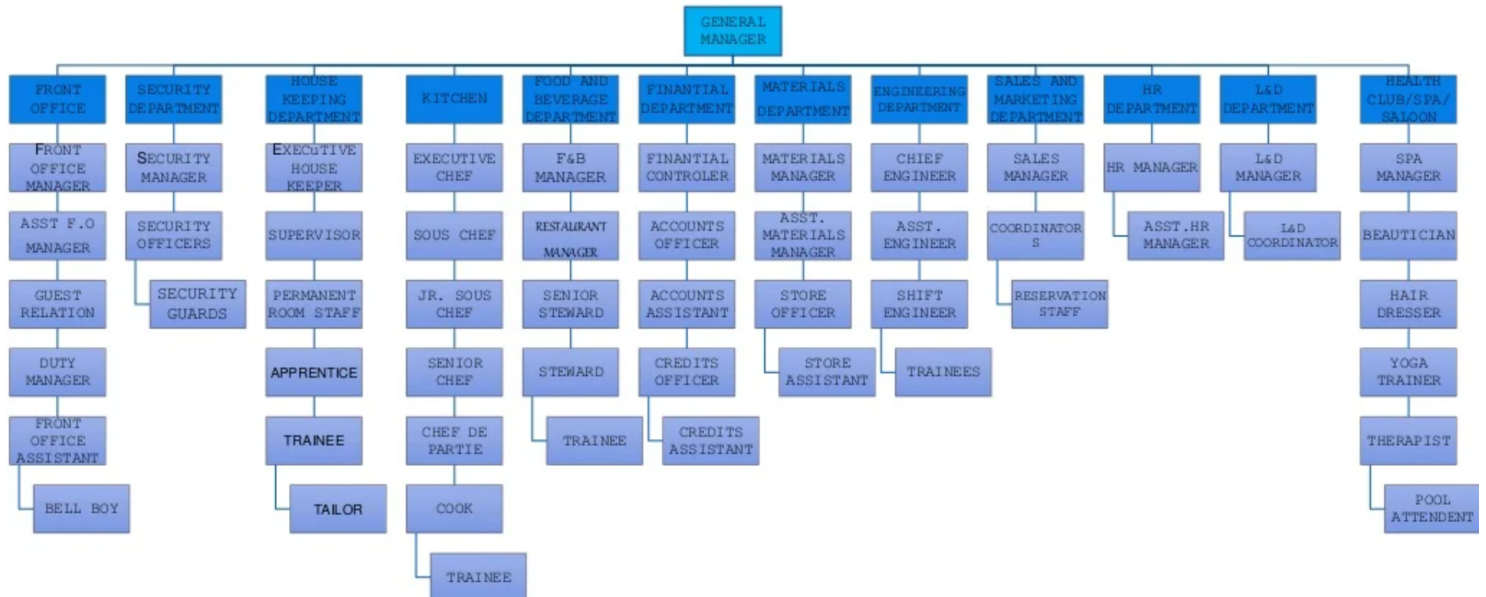 GENERAL
MANAGER
FRONT
OFFICE
FRONT
OFFICE
MANAGER
ASST F.O
MANAGER
GUEST
RELATION
DUTY
MANAGER
FRONT
OFFICE
ASSISTANT
BELL BOY
SECURITY
DEPARTMENT
SECURITY
MANAGER
SECURITY
OFFICERS
SECURITY
GUARDS
HOUSE
KEEPING
DEPARTMENT
EXECuTIVE
HOUSE
KEEPER
SUPERVISOR
PERMANENT
ROOM STAFF
APPRENTICE
TRAINEE
TAILOR
KITCHEN
EXECUTIVE
CHEF
SOUS CHEF
JR. SOUS
CHEF
SENIOR
CHEF
CHEF DE
PARTIE
COOK
TRAINEE
FOOD AND
BEVERAGE
DEPARTMENT
F&B
MANAGER
RESTAURANT
MANAGER
SENIOR
STEWARD
STEWARD
TRAINEE
FINANTIAL
DEPARTMENT
FINANTIAL
CONTROLER
ACCOUNTS
OFFICER
ACCOUNTS
ASSISTANT
CREDITS
OFFICER
CREDITS
ASSISTANT
MATERIALS
DEPARTMENT
MATERIALS
MANAGER
ASST.
MATERIALS
MANAGER
STORE
OFFICER
STORE
ASSISTANT
ENGINEERING
DEPARTMENT
CHIEF
ENGINEER
ASST.
ENGINEER
SHIFT
ENGINEER
TRAINEES
SALES AND
MARKETING
DEPARTMENT
SALES
MANAGER
COORDINATOR
S
RESERVATION
STAFF
HR
DEPARTMENT
HR MANAGER
ASST.HR
MANAGER
L&D
DEPARTMENT
L&D
MANAGER
L&D
COORDINATOR
HEALTH
CLUB/SPA/
SALOON
SPA
MANAGER
BEAUTICIAN
HAIR
DRESSER
YOGA
TRAINER
THERAPIST
POOL
ATTENDENT